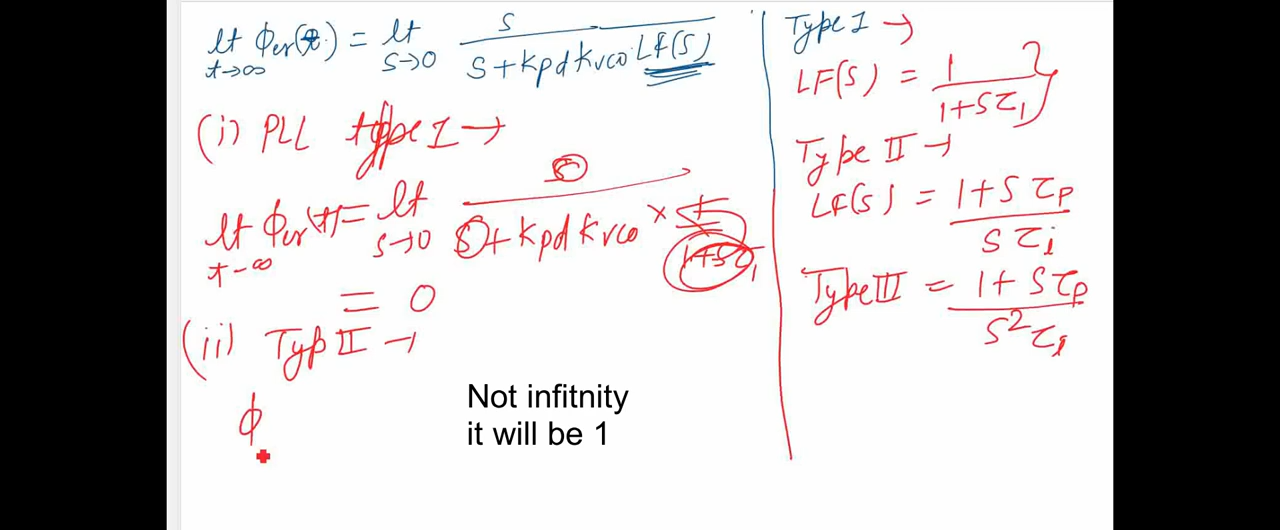 lt ϕer(t) = lt s / s + kpd kvco LF(s)
t→∞ s→0
(i) PLL type I →
lt ϕer(t) = lt s / s + kpd kvco × 1 / 1+sτ1
t→∞ s→0
= 0
(ii) Typ II →
ϕ
Not infitnity
it will be 1
Type I →
LF(s) = 1 / 1+sτ1
Type II →
LF(s) = 1+sτp / sτi
Type III = 1+sτp / s²τi